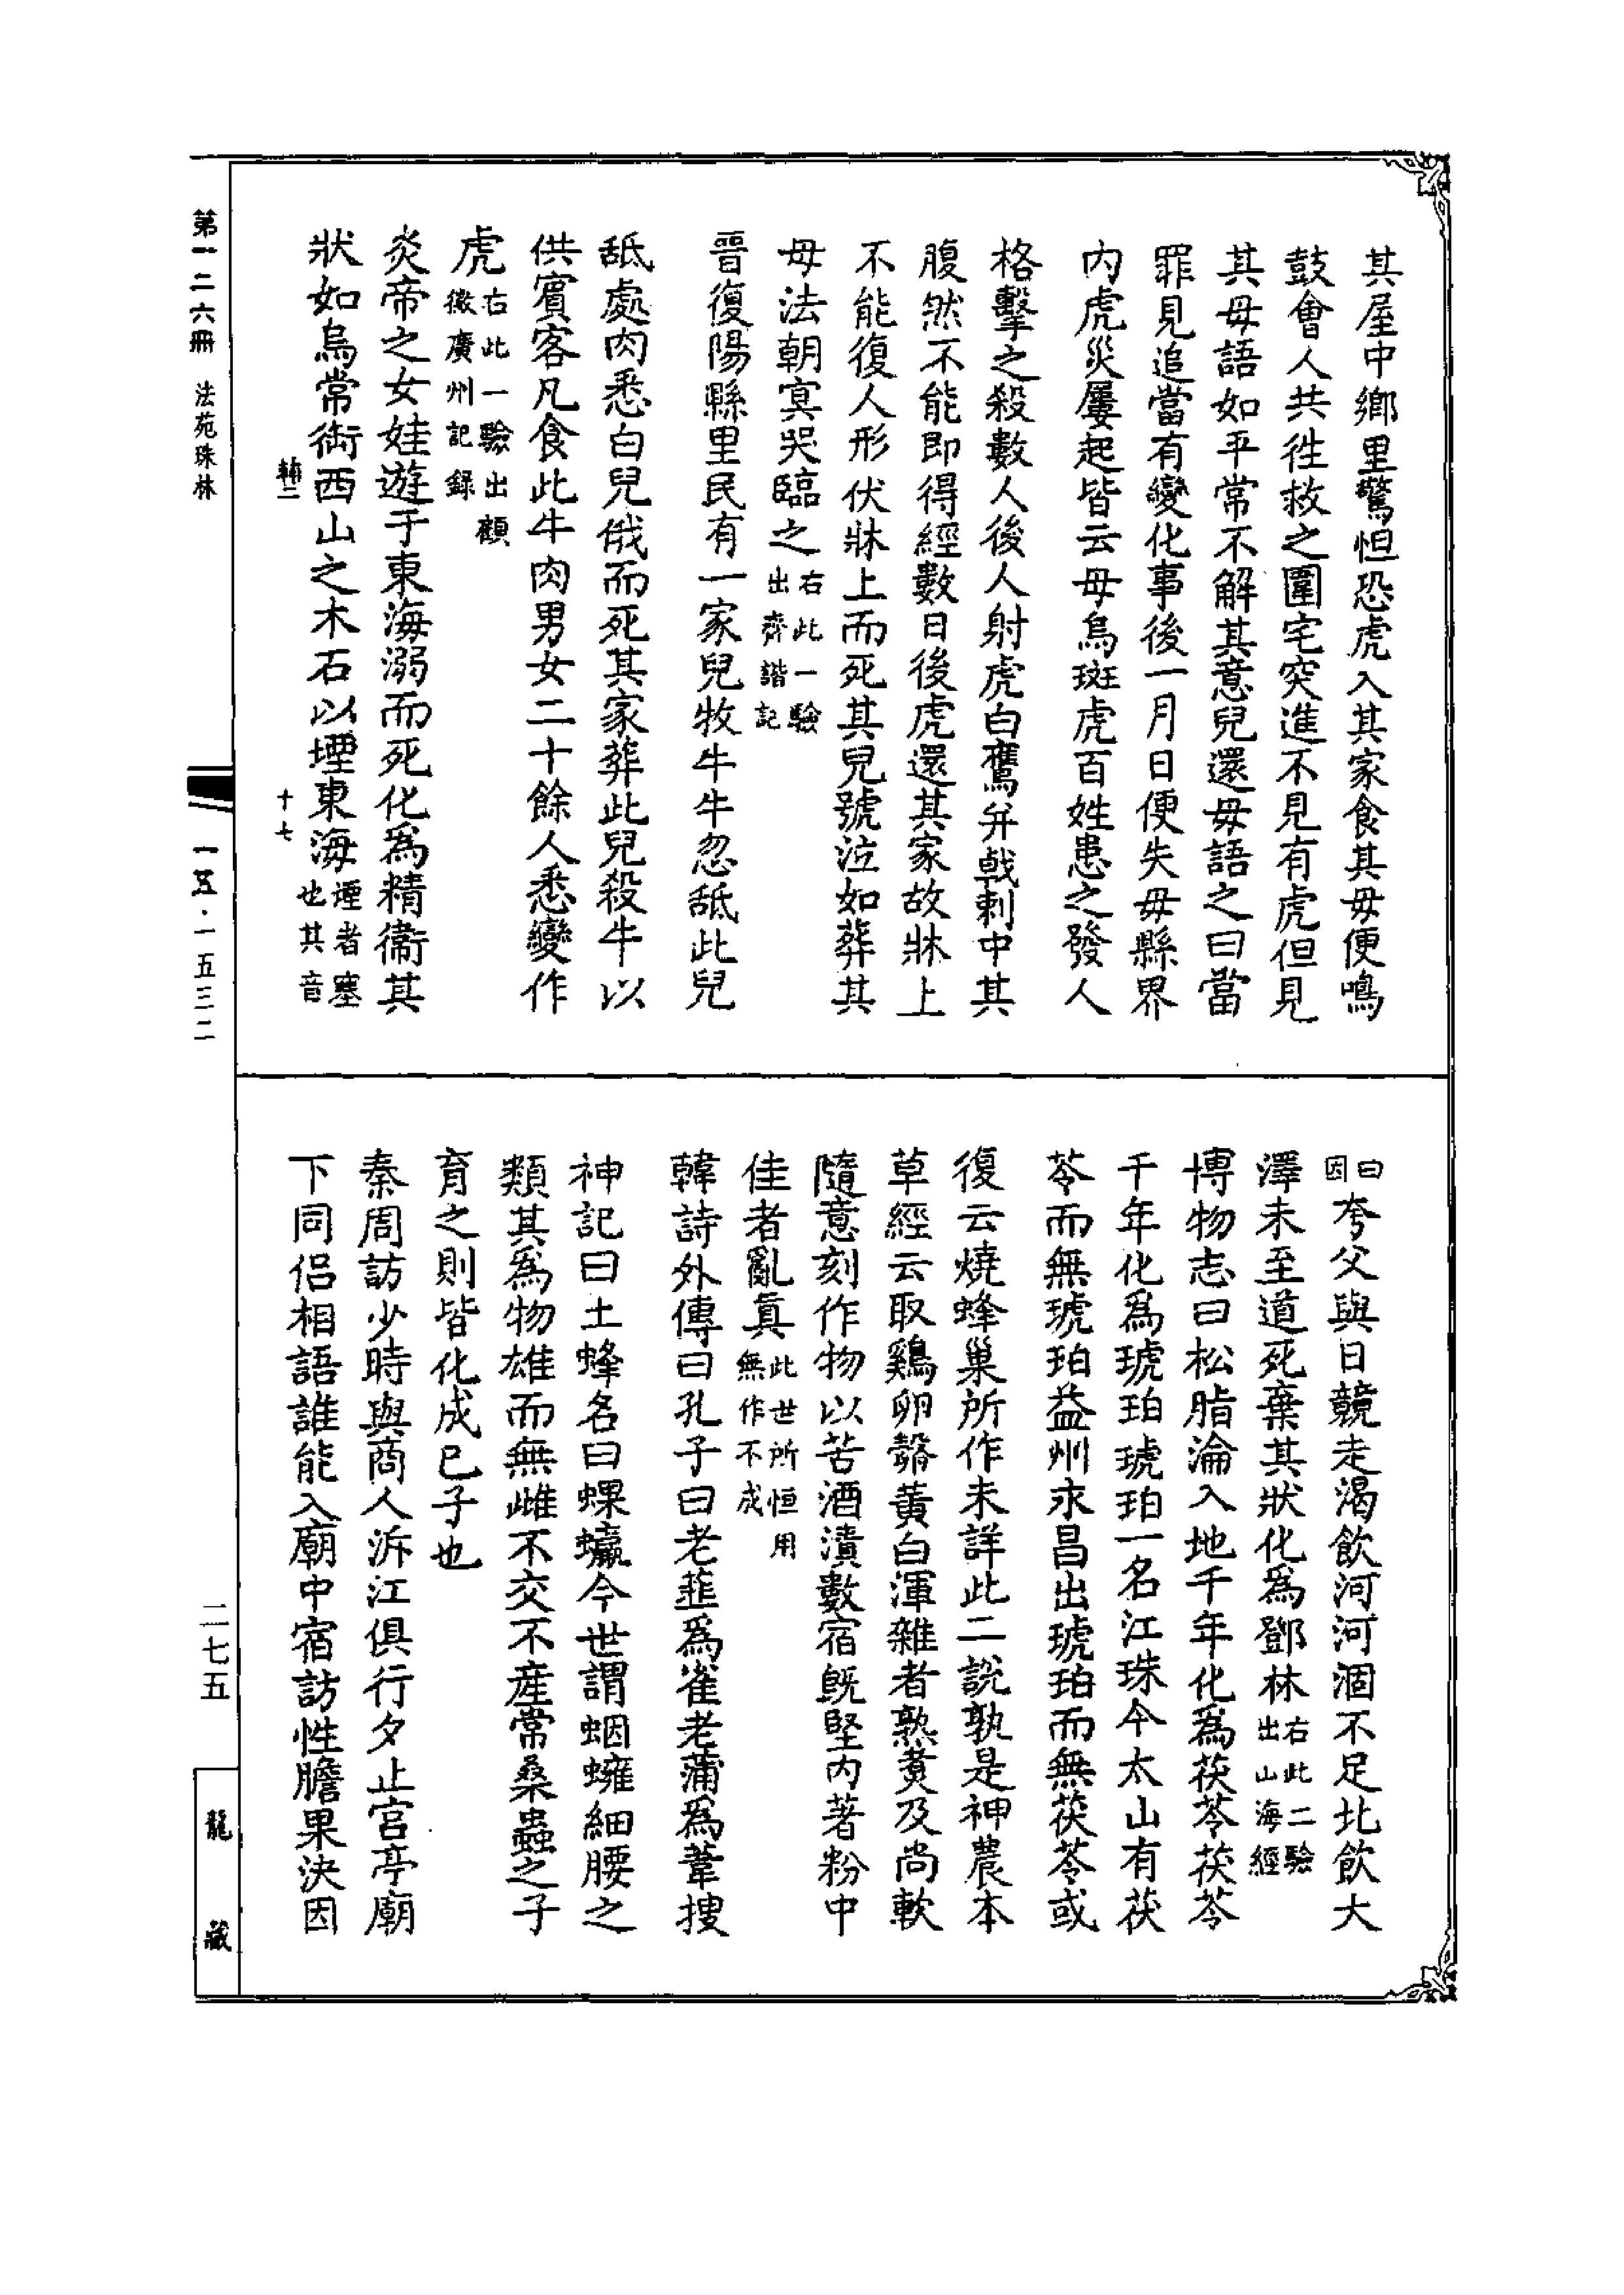 其屋中鄉里驚怛恐虎入其家食其毋便鳴
鼓會人共徃救之圍宅突進不見有虎但見
其毋語如平常不解其意兒還毋語之曰當
罪見追當有變化事後一月日便失毋縣界
内虎災屢起皆云毋烏斑虎百姓患之發人
格擊之殺數人後人射虎白鷹并戟刺中其
腹然不能即得經數日後虎還其家故牀上
不能復人形伏牀上而死其兒號泣如葬其
毋法朝寞哭臨之右此一驗出齊諧記
晋復陽縣里民有一家兒牧牛牛忽舐此兒
舐處肉悉白兒俄而死其家葬此兒殺牛以
供賓客凡食此牛肉男女二十餘人悉變作
虎右此一驗出顧微廣州記録
炎帝之女娃遊于東海溺而死化爲精衞其
狀如烏常衔西山之木石以堙東海堙者塞也其音
輔二 十七
曰因夸父與日競走渴飲河河涸不足北飲大
澤未至道死棄其狀化爲鄧林右此二驗出山海經
博物志曰松脂淪入地千年化爲茯苓茯苓
千年化爲琥珀琥珀一名江珠今太山有茯
苓而無琥珀益州永昌出琥珀而無茯苓或
復云燒蜂巢所作未詳此二説孰是神農本
草經云取鷄卵毈黄白渾雜者熟煑及尚軟
隨意刻作物以苦酒漬數宿既堅内著粉中
佳者亂真此世所恒用無作不成
韓詩外傳曰孔子曰老韮爲雀老蒲爲葦搜
神記曰土蜂名曰蜾蠃今世謂蜠蠮細腰之
類其爲物雄而無雌不交不産常桑蟲之子
育之則皆化成巳子也
秦周訪少時與商人泝江俱行夕止宫亭廟
下同侣相語誰能入廟中宿訪性膽果決因
第一二六冊 法苑珠林
一五·一五三二
二七五
龍藏